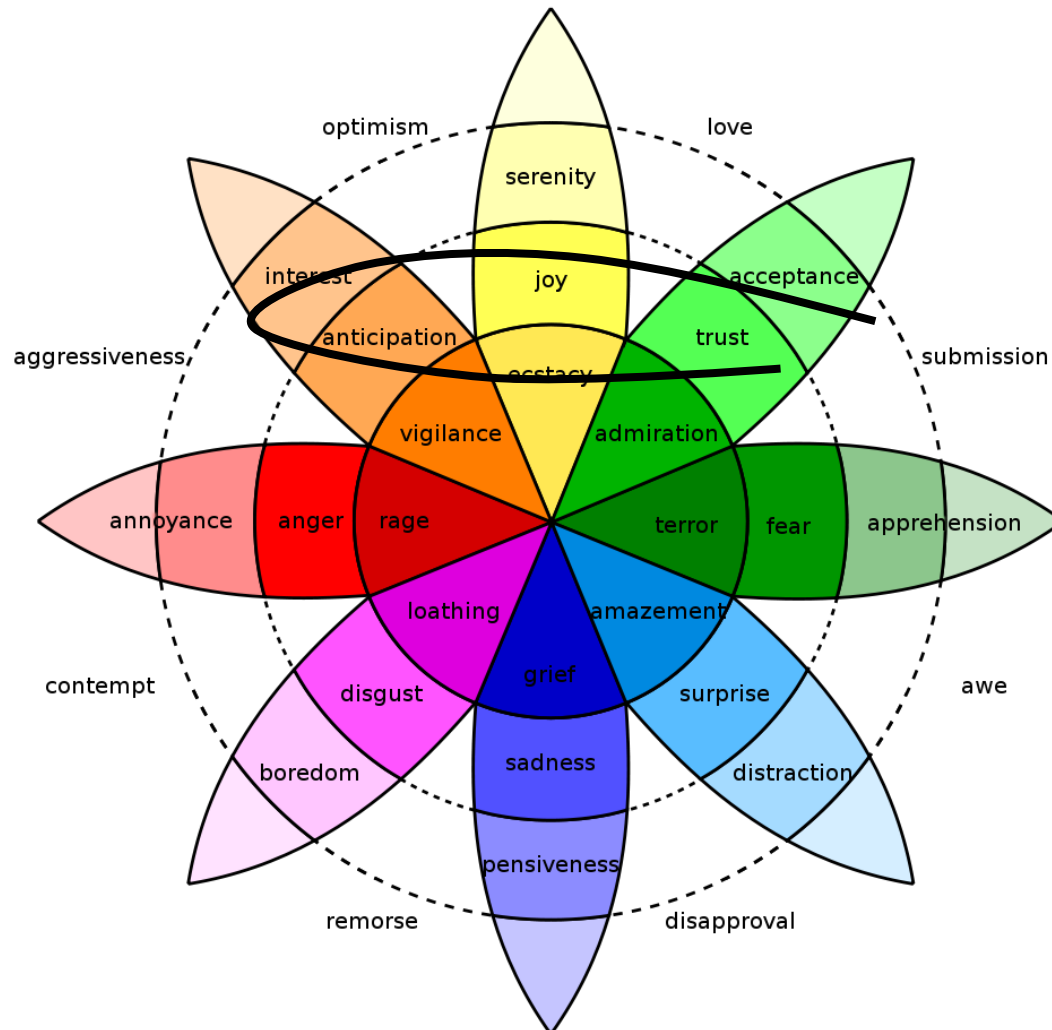 optimism love
serenity
interest joy acceptance
anticipation trust
aggressiveness submission
ecstacy
vigilance admiration
annoyance anger rage terror fear apprehension
loathing amazement
grief
contempt disgust surprise awe
sadness
boredom distraction
pensiveness
remorse disapproval